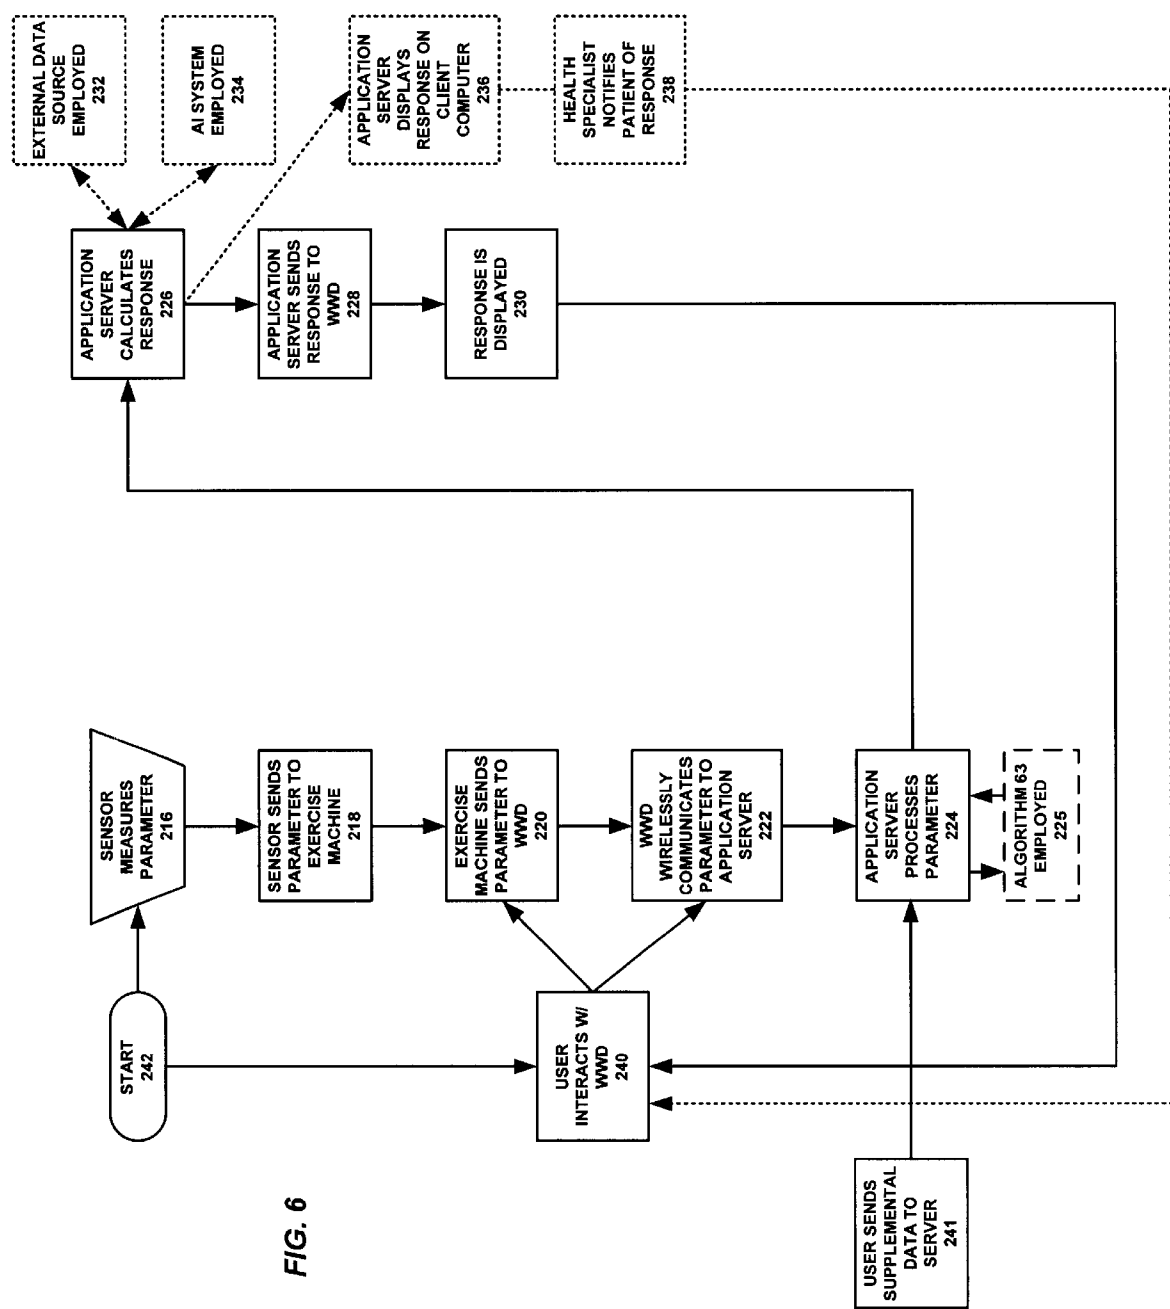 FIG. 6
START
242
SENSOR
MEASURES
PARAMETER
216
SENSOR SENDS
PARAMETER TO
EXERCISE
MACHINE
218
EXERCISE
MACHINE SENDS
PARAMETER TO
WWD
220
WWD
WIRELESSLY
COMMUNICATES
PARAMETER TO
APPLICATION
SERVER
222
APPLICATION
SERVER
PROCESSES
PARAMETER
224
ALGORITHM 63
EMPLOYED
225
USER
INTERACTS W/
WWD
240
USER SENDS
SUPPLEMENTAL
DATA TO
SERVER
241
APPLICATION
SERVER
CALCULATES
RESPONSE
226
APPLICATION
SERVER SENDS
RESPONSE TO
WWD
228
RESPONSE IS
DISPLAYED
230
EXTERNAL DATA
SOURCE
EMPLOYED
232
AI SYSTEM
EMPLOYED
234
APPLICATION
SERVER
DISPLAYS
RESPONSE ON
CLIENT
COMPUTER
236
HEALTH
SPECIALIST
NOTIFIES
PATIENT OF
RESPONSE
238